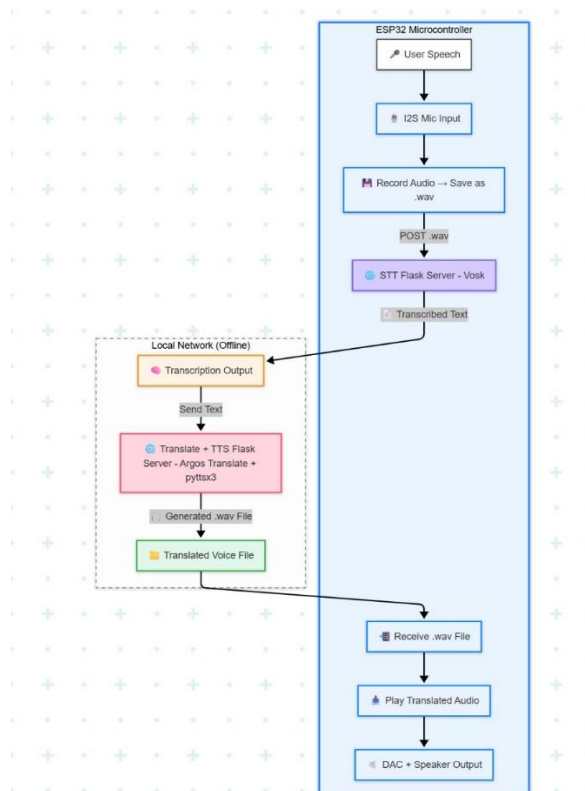 ESP32 Microcontroller
User Speech
I2S Mic Input
Record Audio → Save as
.wav
POST .wav
STT Flask Server - Vosk
Transcribed Text
Local Network (Offline)
Transcription Output
Send Text
Translate + TTS Flask
Server - Argos Translate +
pyttsx3
Generated .wav File
Translated Voice File
Receive .wav File
Play Translated Audio
DAC + Speaker Output